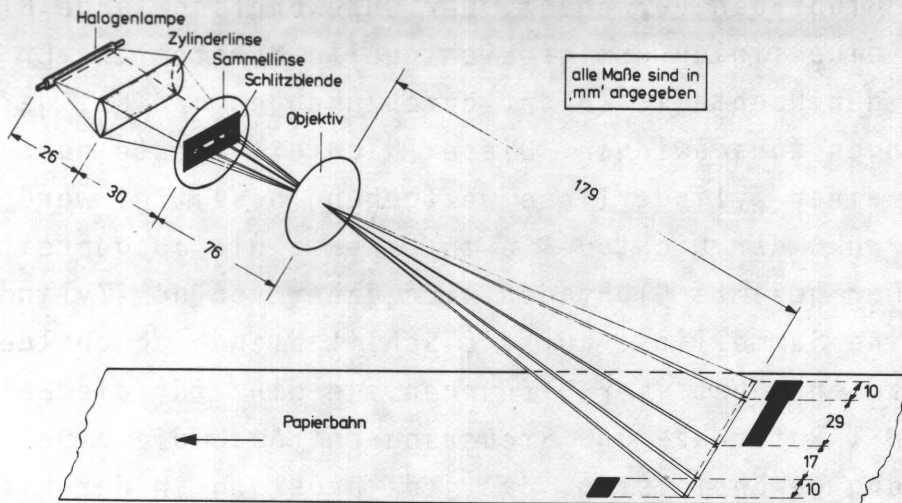 Halogenlampe
Zylinderlinse
Sammellinse
Schlitzblende
Objektiv
alle Maße sind in
‚mm' angegeben
26
30
76
179
Papierbahn
10
29
17
10